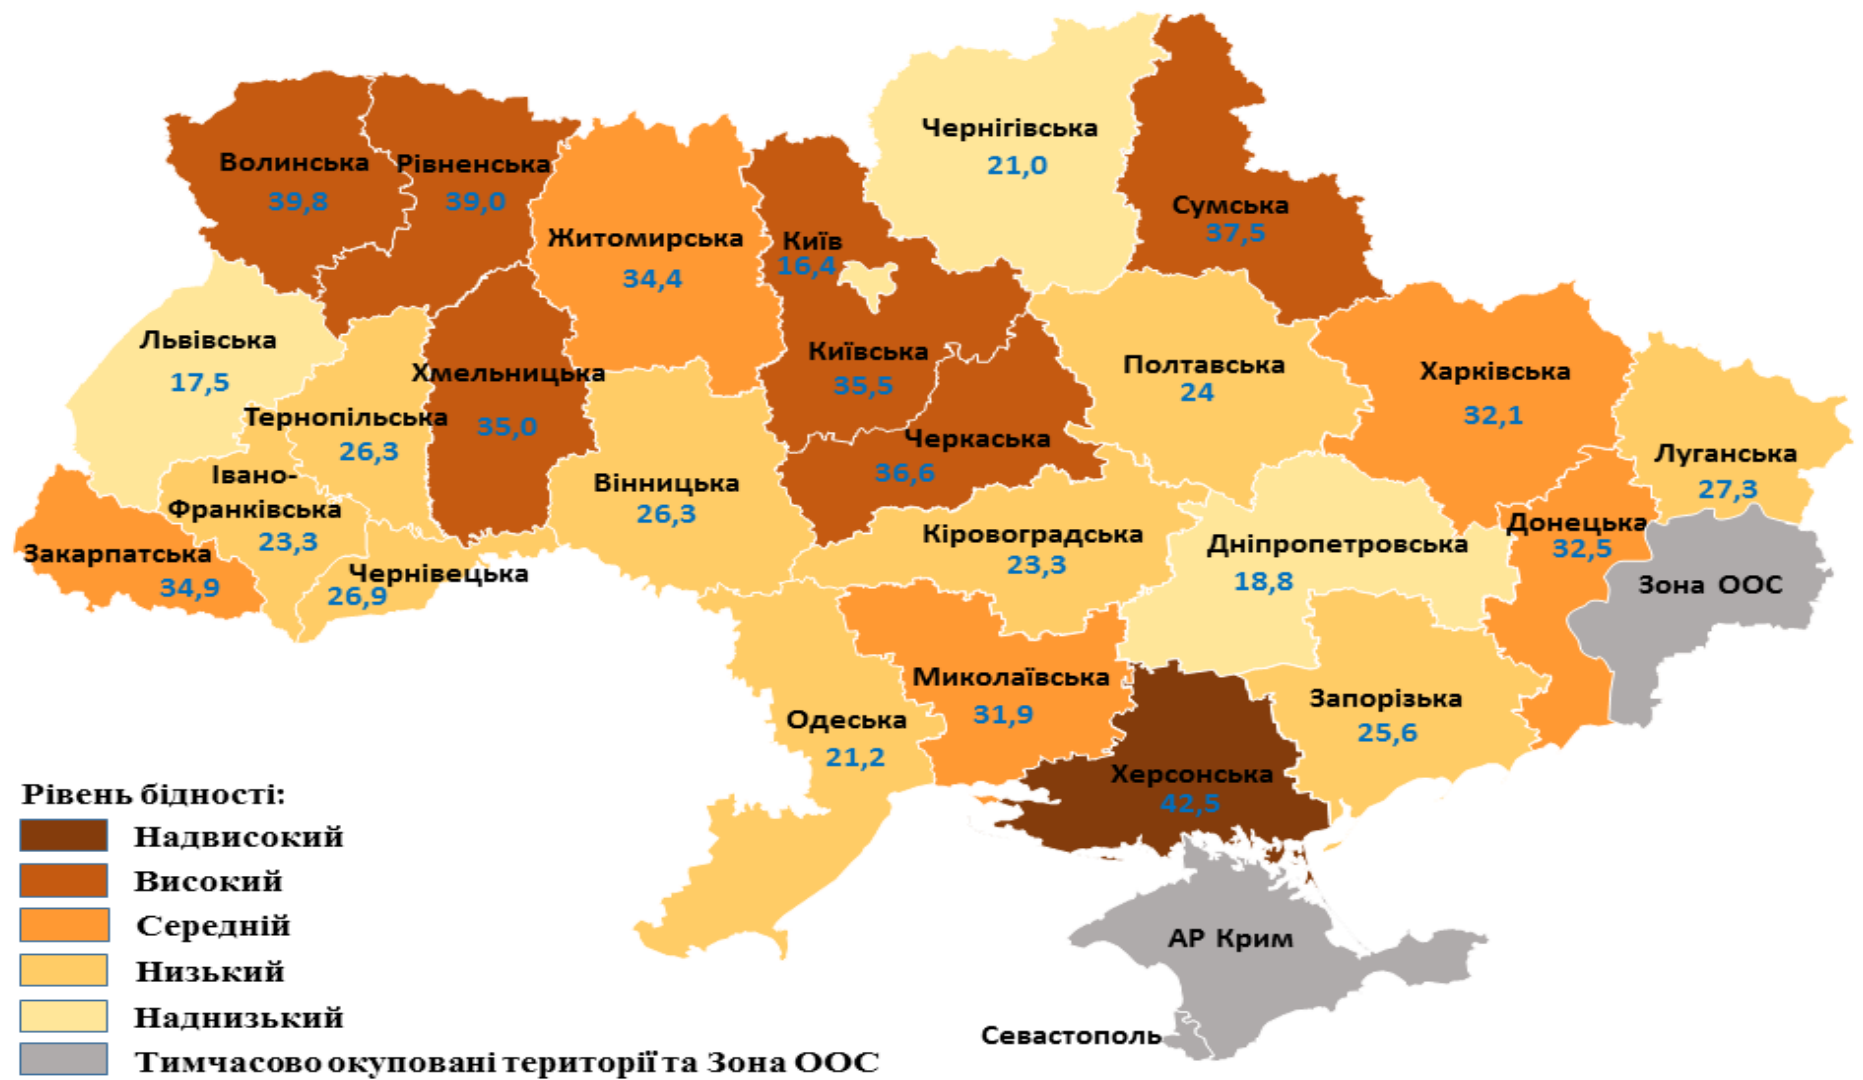 Чернігівська
21,0
Волинська
39,8
Рівненська
39,0
Сумська
37,5
Житомирська
34,4
Київ
16,4
Львівська
17,5
Київська
35,5
Хмельницька
35,0
Полтавська
24
Харківська
32,1
Тернопільська
26,3
Черкаська
36,6
Луганська
27,3
Івано-
Франківська
23,3
Вінницька
26,3
Кіровоградська
23,3
Дніпропетровська
18,8
Донецька
32,5
Закарпатська
34,9
Чернівецька
26,9
Зона ООС
Миколаївська
31,9
Запорізька
25,6
Одеська
21,2
Херсонська
42,5
АР Крим
Севастополь
Рівень бідності:
Надвисокий
Високий
Середній
Низький
Наднизький
Тимчасово окуповані території та Зона ООС